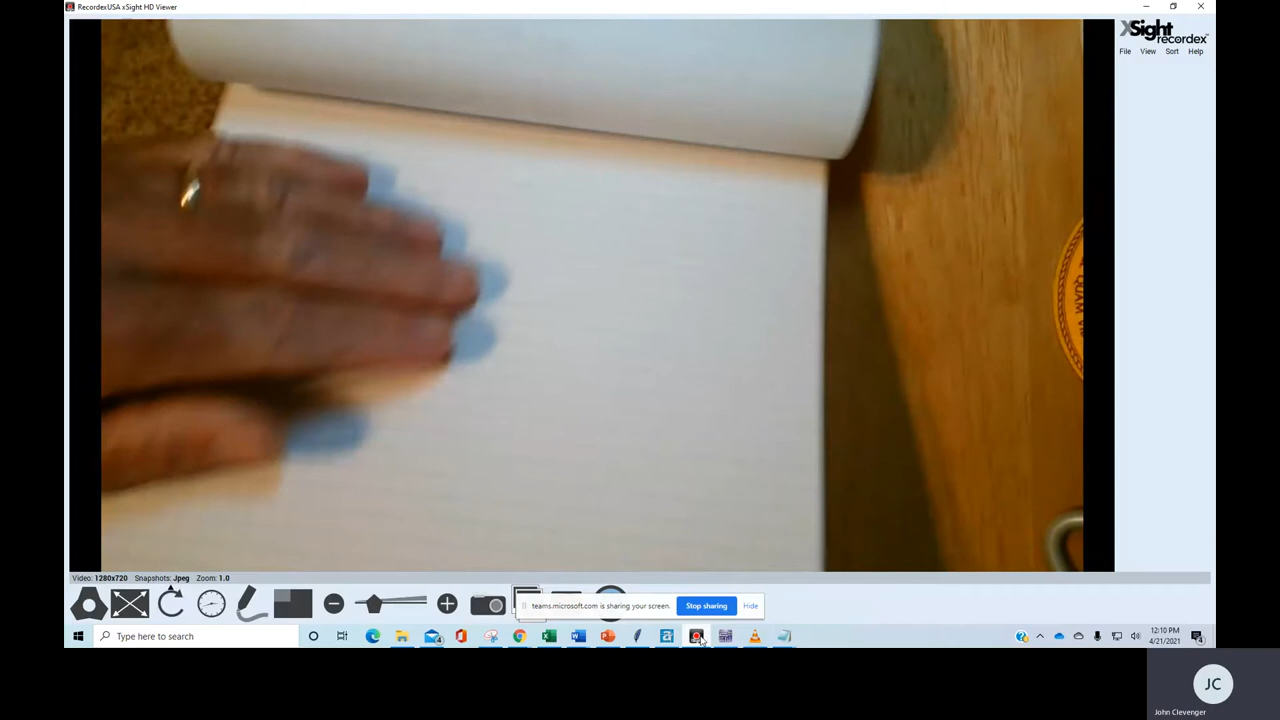 RecordexUSA xSight HD Viewer
XSight
recordex
File View Sort Help
Video: 1280x720 Snapshots: Jpeg Zoom: 1.0
teams.microsoft.com is sharing your screen. Stop sharing Hide
Type here to search
12:10 PM
4/21/2021
JC
John Clevenger